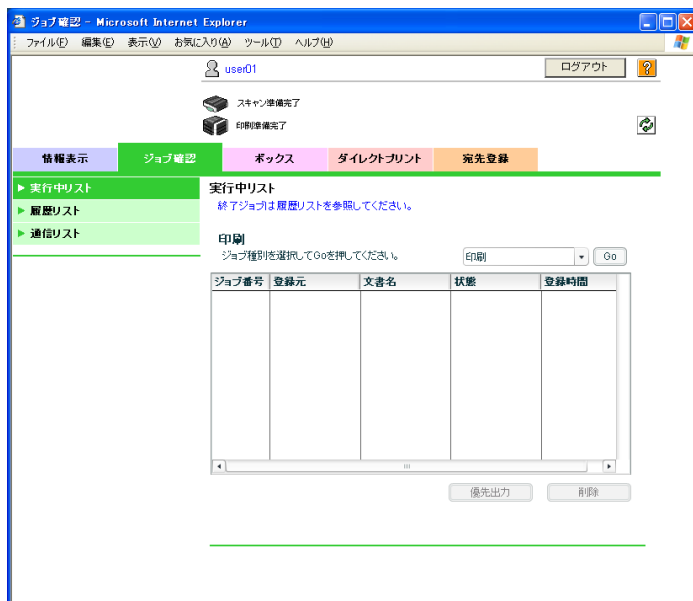 ジョブ確認 - Microsoft Internet Explorer
ファイル(F) 編集(E) 表示(V) お気に入り(A) ツール(T) ヘルプ(H)
user01 ログアウト ?
スキャン準備完了
印刷準備完了
情報表示 ジョブ確認 ボックス ダイレクトプリント 宛先登録
実行中リスト
履歴リスト
通信リスト
実行中リスト
終了ジョブは履歴リストを参照してください。
印刷
ジョブ種別を選択してGoを押してください。 印刷 Go
ジョブ番号 登録元 文書名 状態 登録時間
優先出力 削除